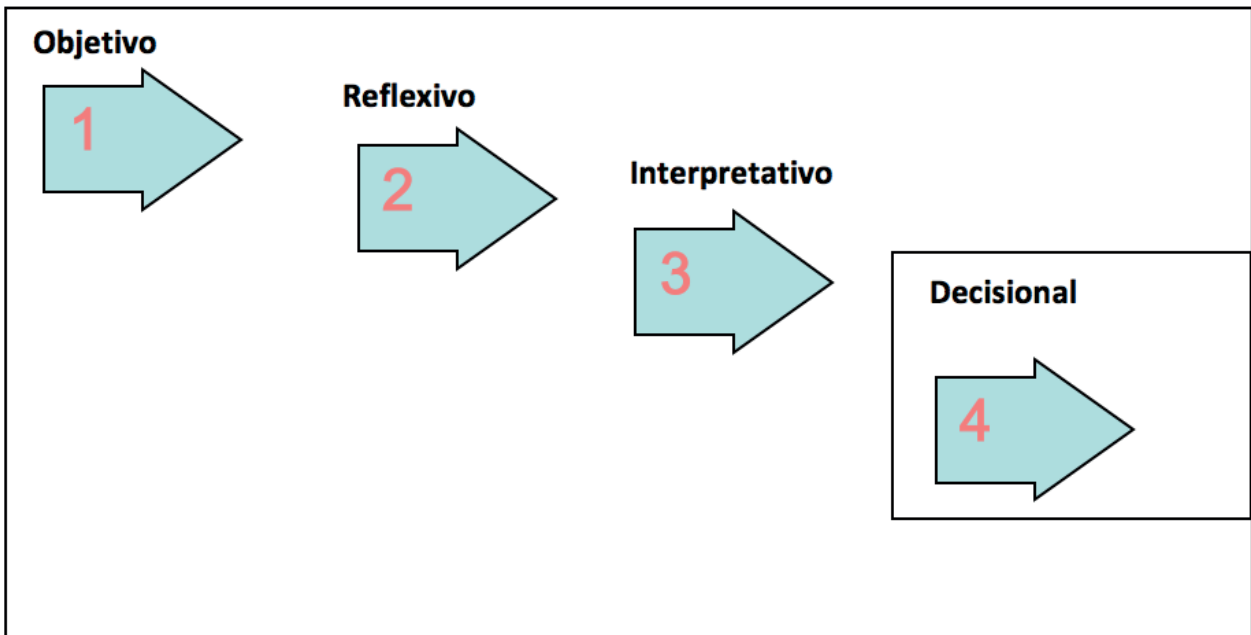 Objetivo
1
Reflexivo
2
Interpretativo
3
Decisional
4